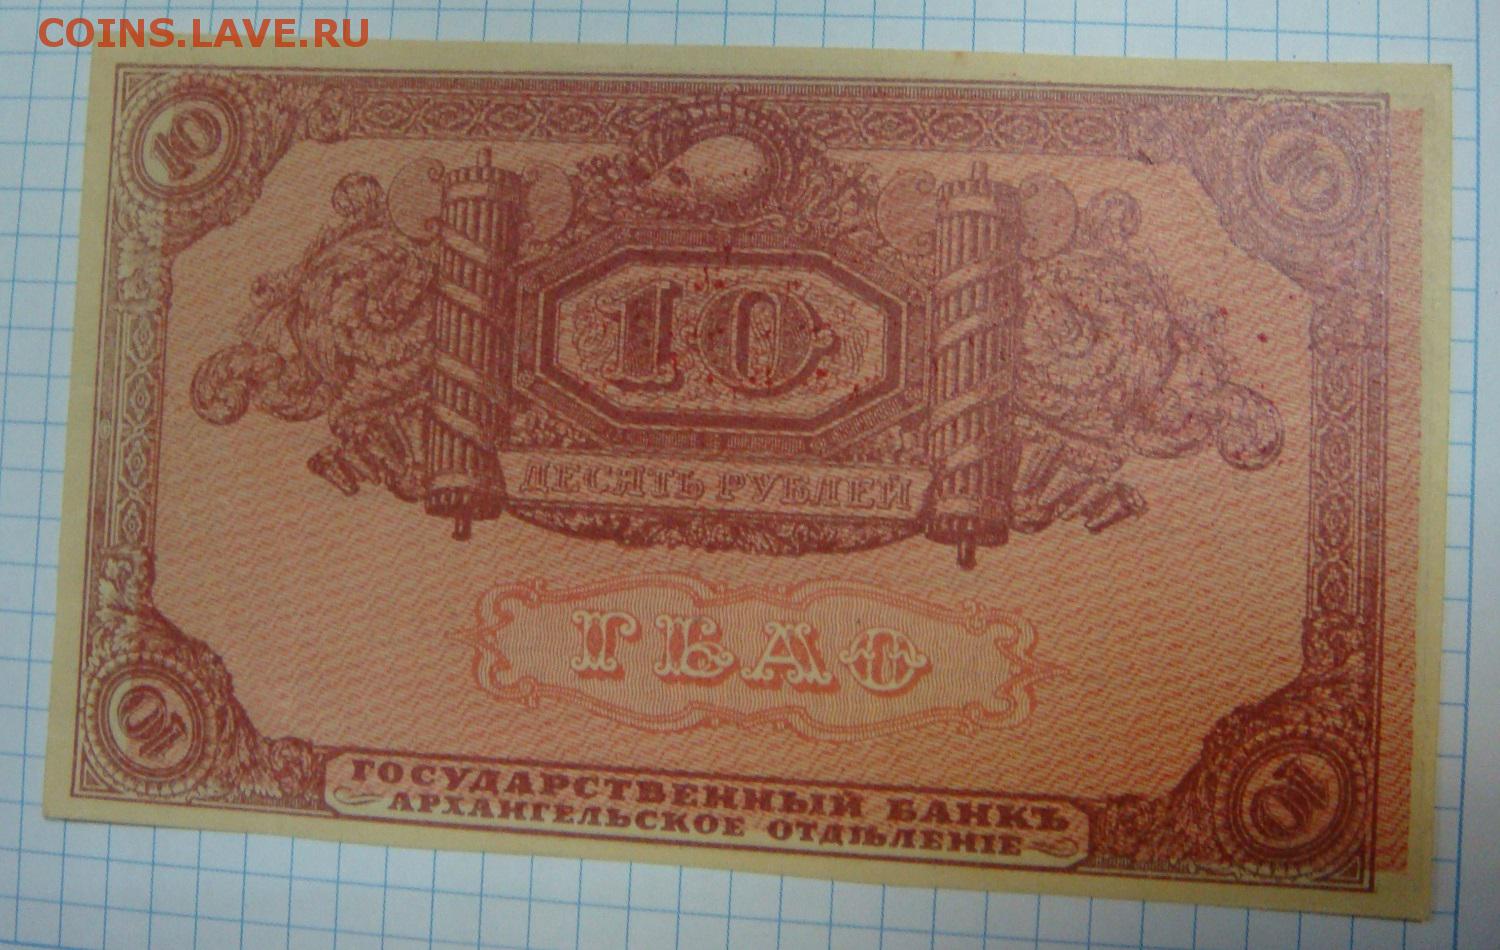 COINS.LAVE.RU
10
10
10
ДЕСЯТЬ РУБЛЕЙ
ГБАО
10
10
ГОСУДАРСТВЕННЫЙ БАНКЪ
АРХАНГЕЛЬСКОЕ ОТДѢЛЕНІЕ